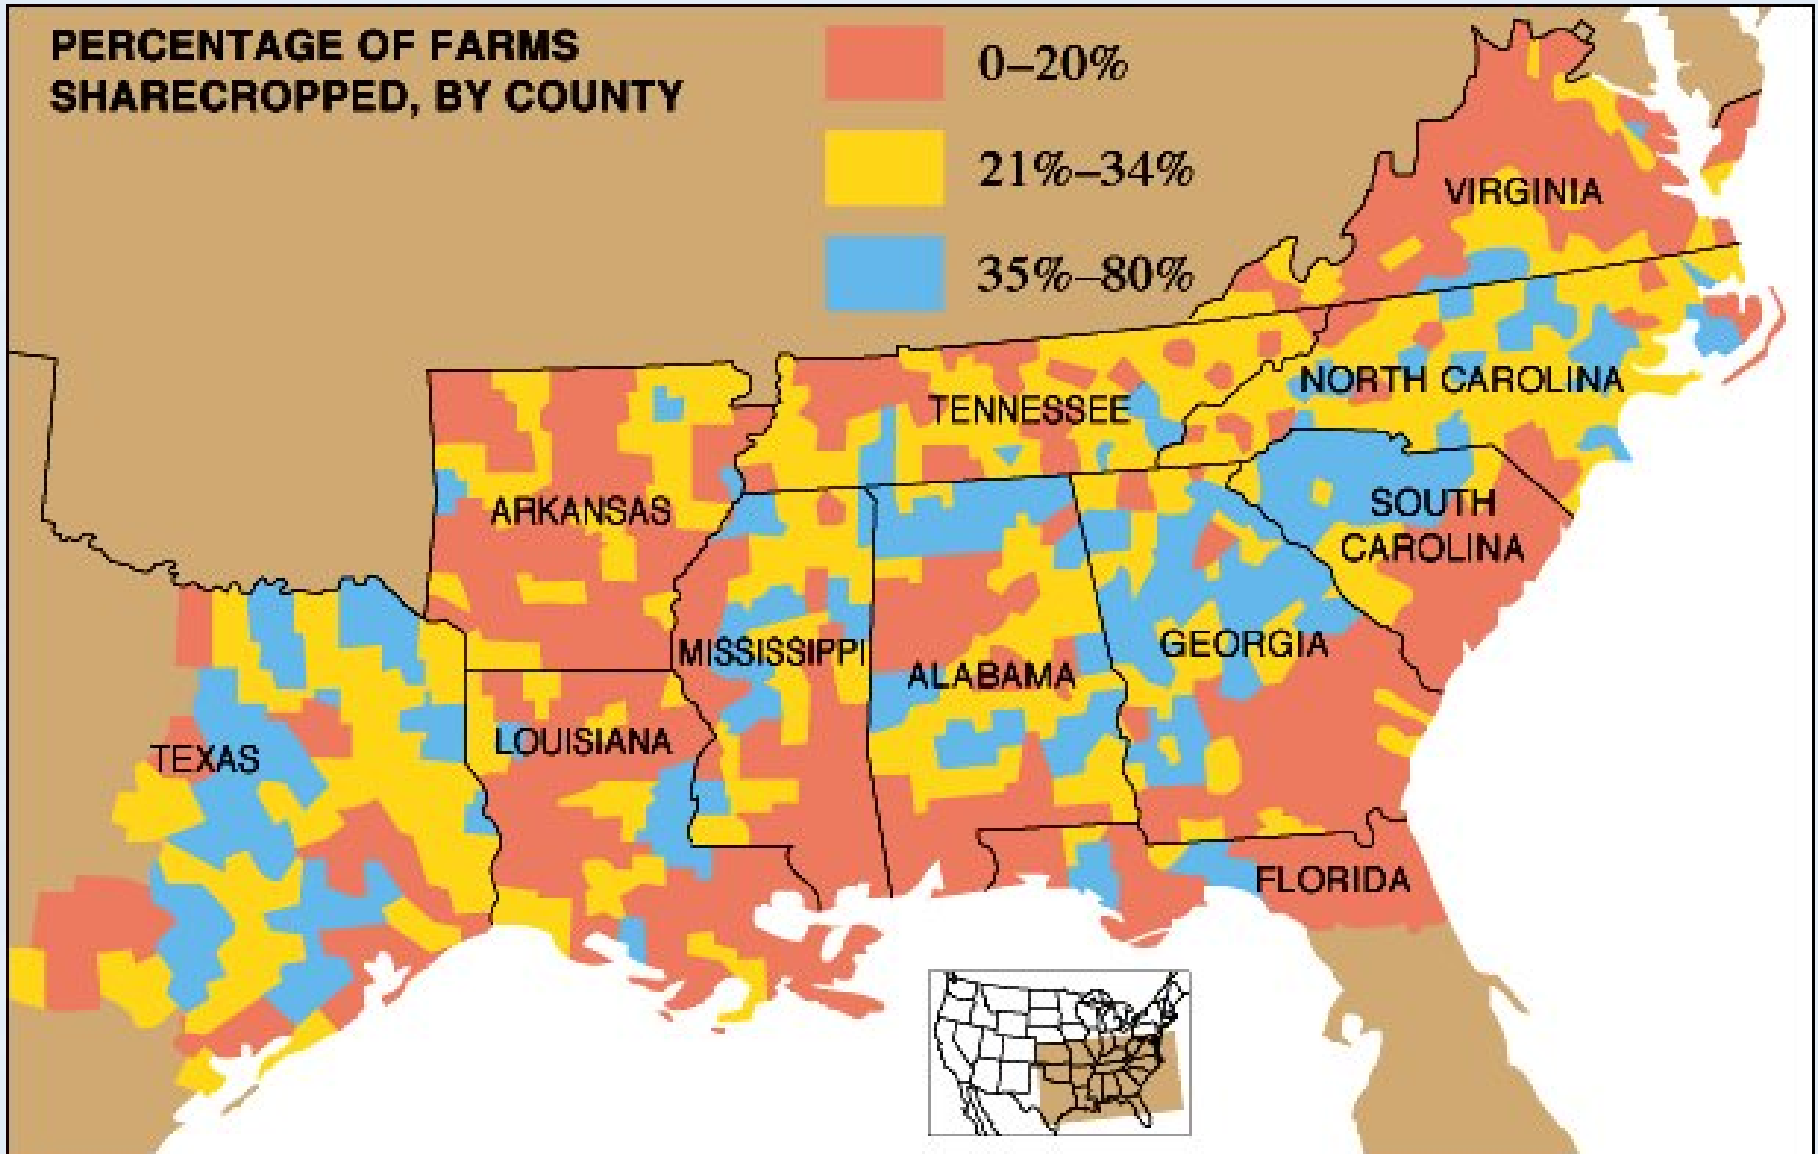 PERCENTAGE OF FARMS
SHARECROPPED, BY COUNTY
0–20%
21%–34%
35%–80%
VIRGINIA
NORTH CAROLINA
TENNESSEE
ARKANSAS
SOUTH
CAROLINA
MISSISSIPPI
GEORGIA
ALABAMA
LOUISIANA
TEXAS
FLORIDA